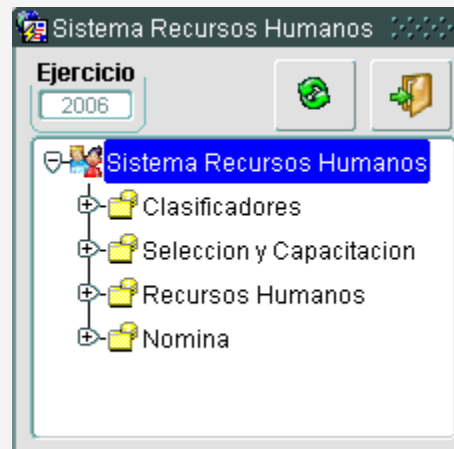 Sistema Recursos Humanos
Ejercicio
2006
Sistema Recursos Humanos
Clasificadores
Seleccion y Capacitacion
Recursos Humanos
Nomina